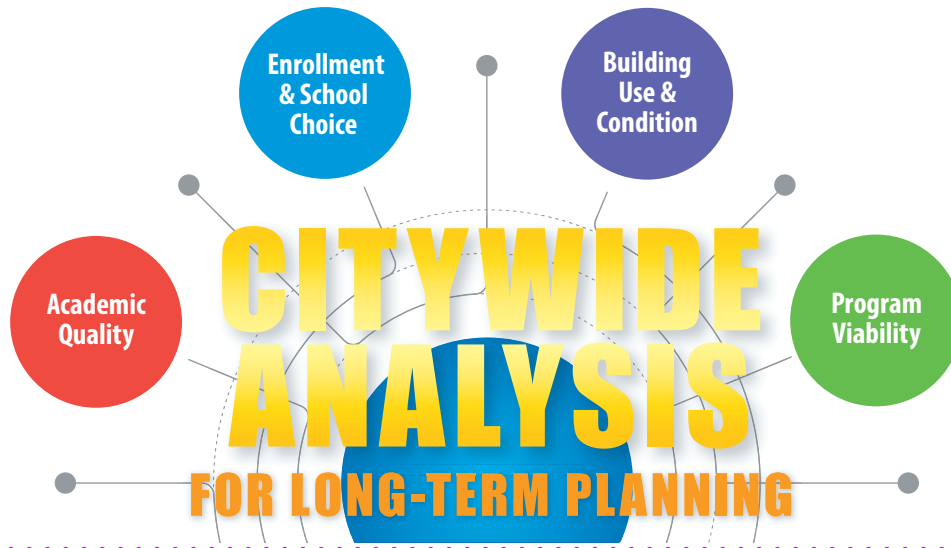 Enrollment
& School
Choice
Building
Use &
Condition
Academic
Quality
Program
Viability
CITYWIDE
ANALYSIS
FOR LONG-TERM PLANNING